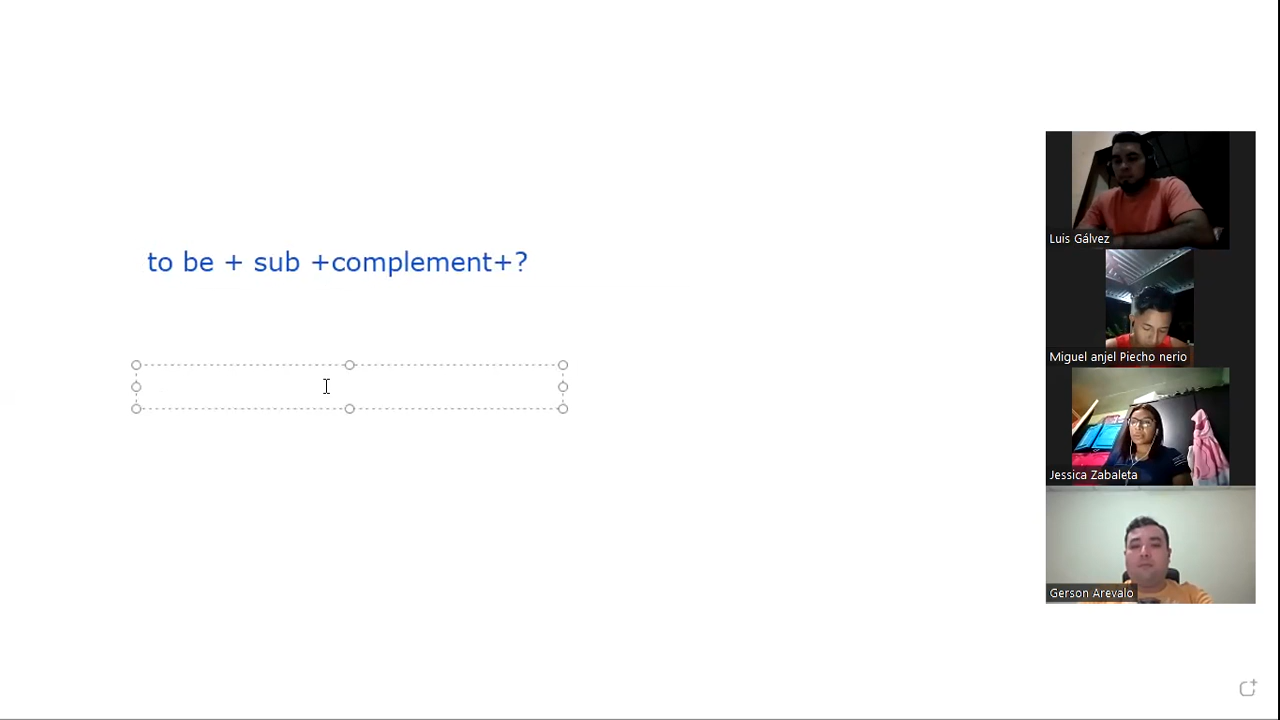 to be + sub +complement+?
Luis Gálvez
Miguel anjel Piecho nerio
Jessica Zabaleta
Gerson Arevalo